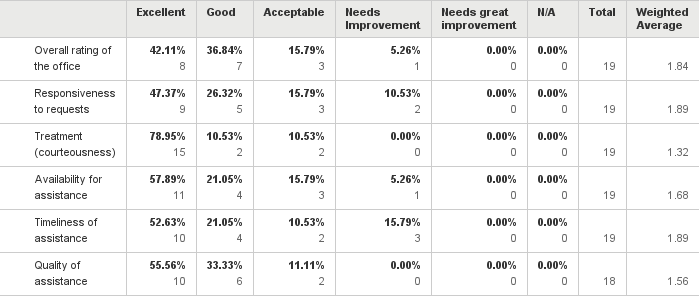 Excellent Good Acceptable Needs Improvement Needs great improvement N/A Total Weighted Average
Overall rating of the office 42.11% 36.84% 15.79% 5.26% 0.00% 0.00%
8 7 3 1 0 0 19 1.84
Responsiveness to requests 47.37% 26.32% 15.79% 10.53% 0.00% 0.00%
9 5 3 2 0 0 19 1.89
Treatment (courteousness) 78.95% 10.53% 10.53% 0.00% 0.00% 0.00%
15 2 2 0 0 0 19 1.32
Availability for assistance 57.89% 21.05% 15.79% 5.26% 0.00% 0.00%
11 4 3 1 0 0 19 1.68
Timeliness of assistance 52.63% 21.05% 10.53% 15.79% 0.00% 0.00%
10 4 2 3 0 0 19 1.89
Quality of assistance 55.56% 33.33% 11.11% 0.00% 0.00% 0.00%
10 6 2 0 0 0 18 1.56